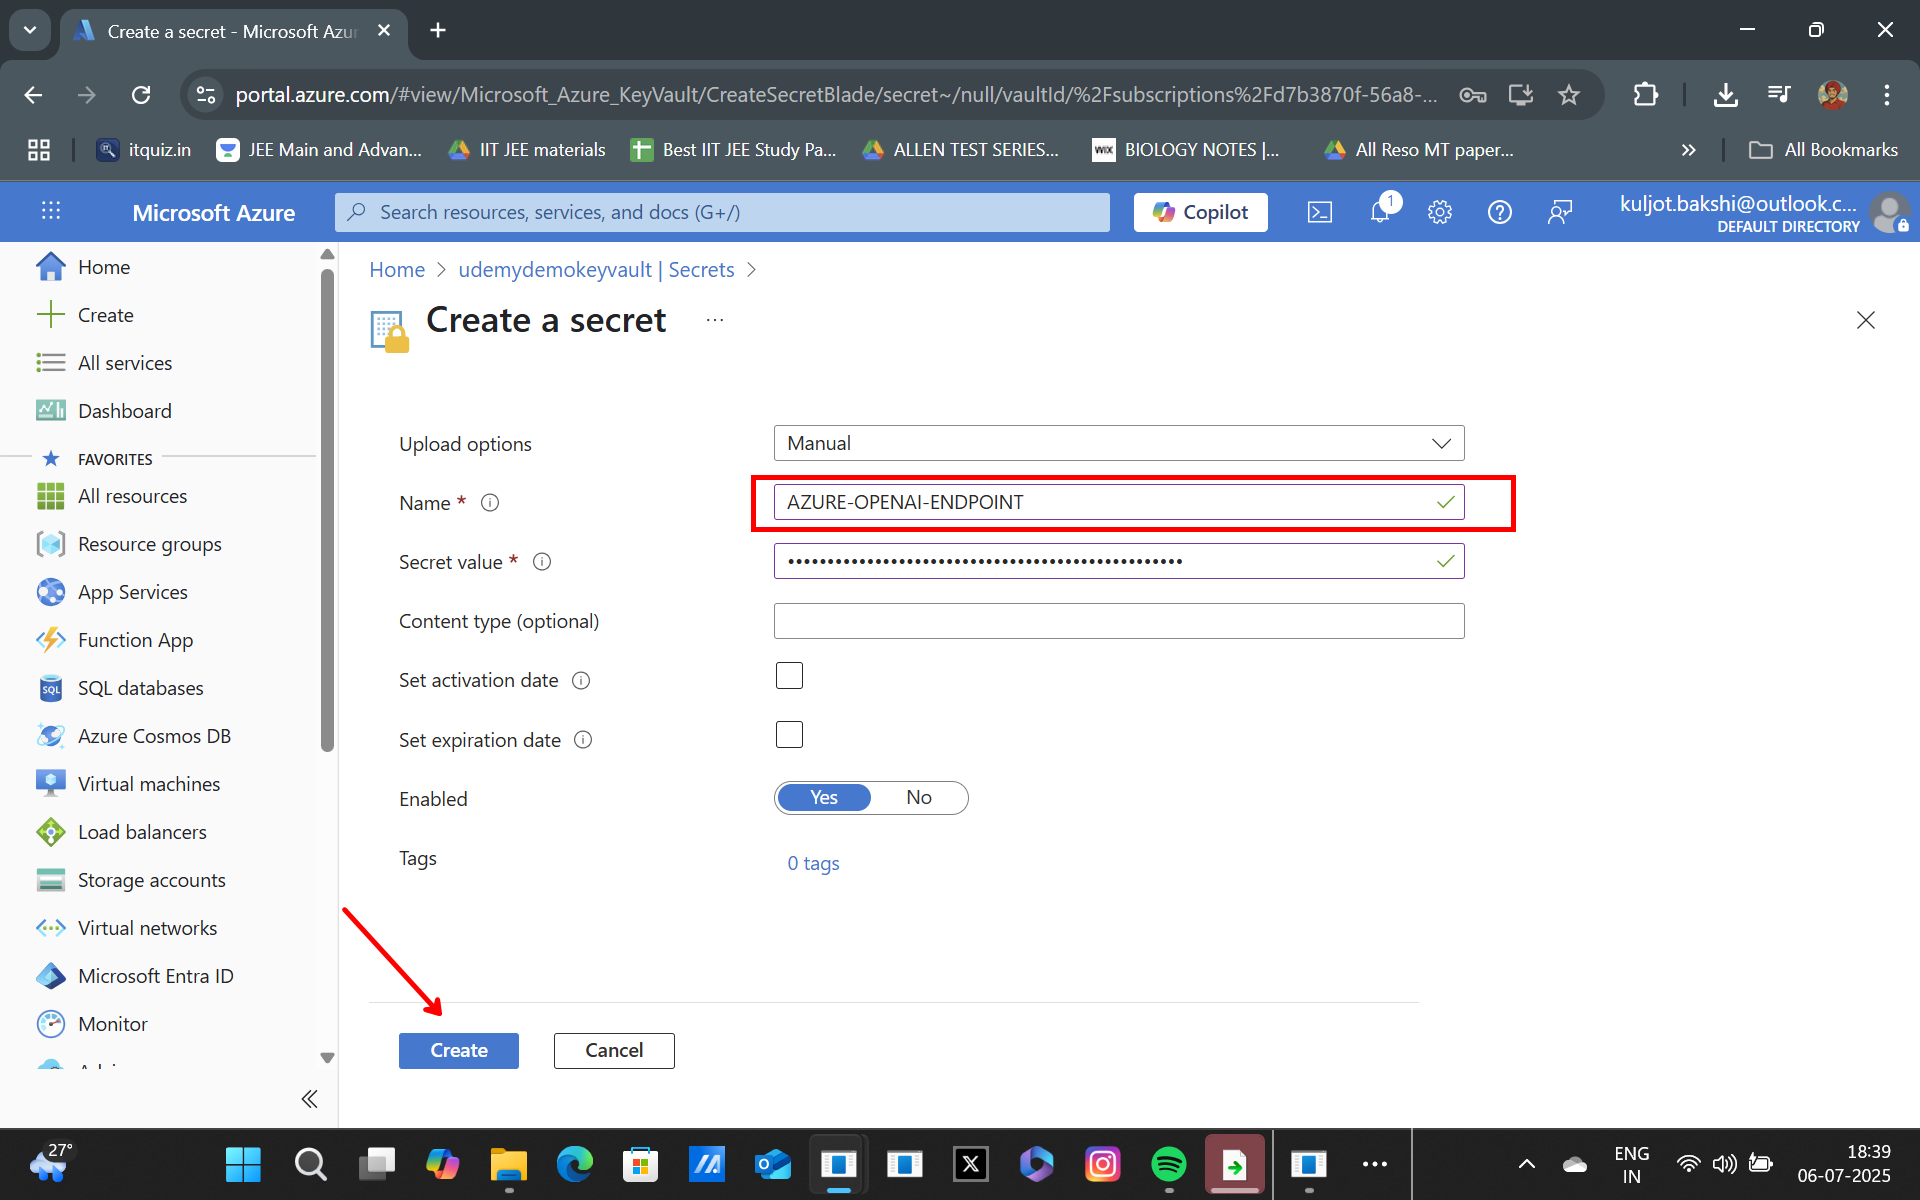 Create a secret - Microsoft Azur
portal.azure.com/#view/Microsoft_Azure_KeyVault/CreateSecretBlade/secret~/null/vaultId/%2Fsubscriptions%2Fd7b3870f-56a8-...
itquiz.in
JEE Main and Advan...
IIT JEE materials
Best IIT JEE Study Pa...
ALLEN TEST SERIES...
WiX
BIOLOGY NOTES |...
All Reso MT paper...
All Bookmarks
Microsoft Azure
Search resources, services, and docs (G+/)
Copilot
1
kuljot.bakshi@outlook.c...
DEFAULT DIRECTORY
Home
Create
All services
Dashboard
FAVORITES
All resources
Resource groups
App Services
Function App
SQL
SQL databases
Azure Cosmos DB
Virtual machines
Load balancers
Storage accounts
Virtual networks
Microsoft Entra ID
Monitor
Home > udemydemokeyvault | Secrets >
Create a secret ...
Upload options
Manual
Name *
AZURE-OPENAI-ENDPOINT
Secret value *
Content type (optional)
Set activation date
Set expiration date
Enabled
Yes
No
Tags
0 tags
Create
Cancel
27°
ENG
IN
18:39
06-07-2025